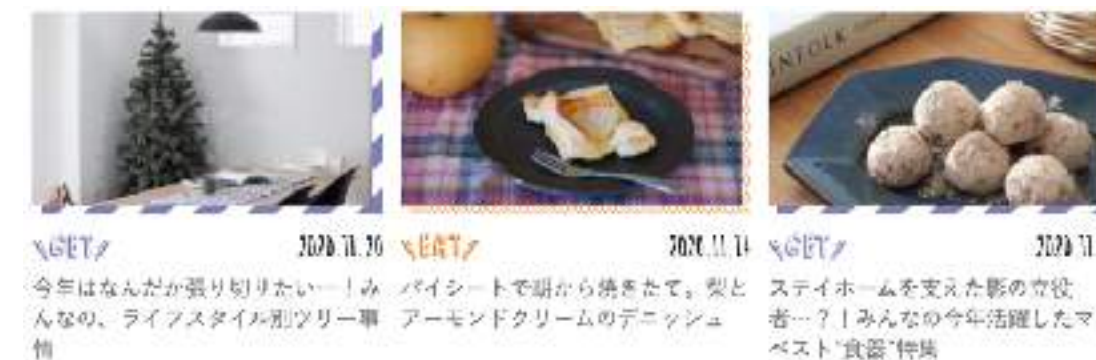 INFOLK
\GET/ 2020.11.20
今年はなんだか張り切りたい…！み
んなの、ライフスタイル別ツリー事
情
\EAT/ 2020.11.14
パイシートで朝から焼きたて。梨と
アーモンドクリームのデニッシュ
\GET/ 2020.11
ステイホームを支えた影の立役
者…？！みんなの今年活躍したマ
ベスト"食器"特集